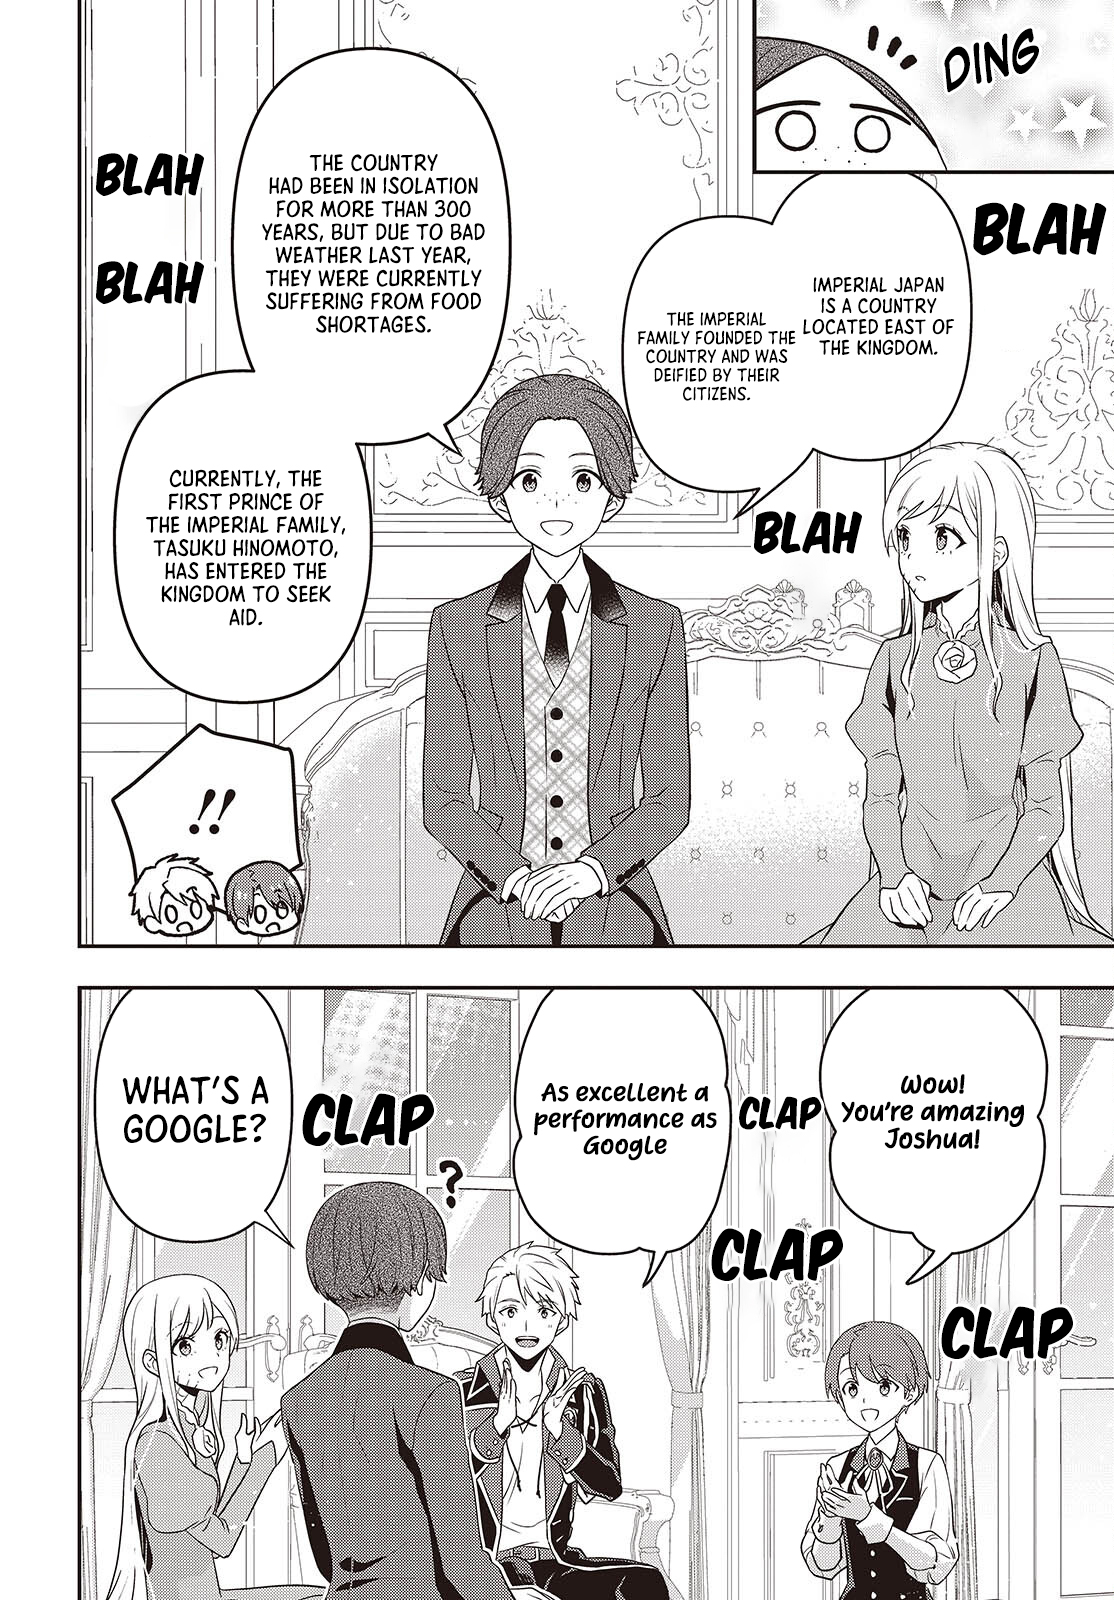 DING
BLAH
IMPERIAL JAPAN
IS A COUNTRY
LOCATED EAST OF
THE KINGDOM.
THE IMPERIAL
FAMILY FOUNDED THE
COUNTRY AND WAS
DEIFIED BY THEIR
CITIZENS.
BLAH
THE COUNTRY
HAD BEEN IN ISOLATION
FOR MORE THAN 300
YEARS, BUT DUE TO BAD
WEATHER LAST YEAR,
THEY WERE CURRENTLY
SUFFERING FROM FOOD
SHORTAGES.
BLAH
BLAH
CURRENTLY, THE
FIRST PRINCE OF
THE IMPERIAL FAMILY,
TASUKU HINOMOTO,
HAS ENTERED THE
KINGDOM TO SEEK
AID.
!!
Wow!
You're amazing
Joshua!
CLAP
CLAP
CLAP
As excellent a
performance as
Google
CLAP
?
WHAT'S A
GOOGLE?